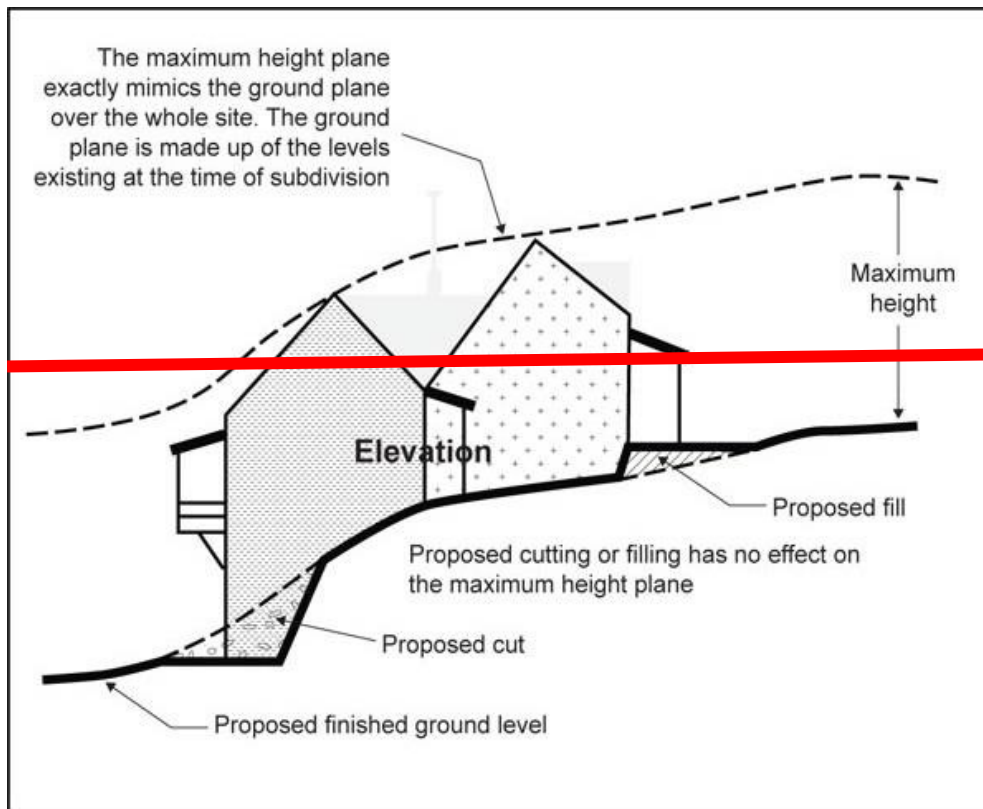 The maximum height plane
exactly mimics the ground plane
over the whole site. The ground
plane is made up of the levels
existing at the time of subdivision
Maximum
height
Elevation
Proposed fill
Proposed cutting or filling has no effect on
the maximum height plane
Proposed cut
Proposed finished ground level